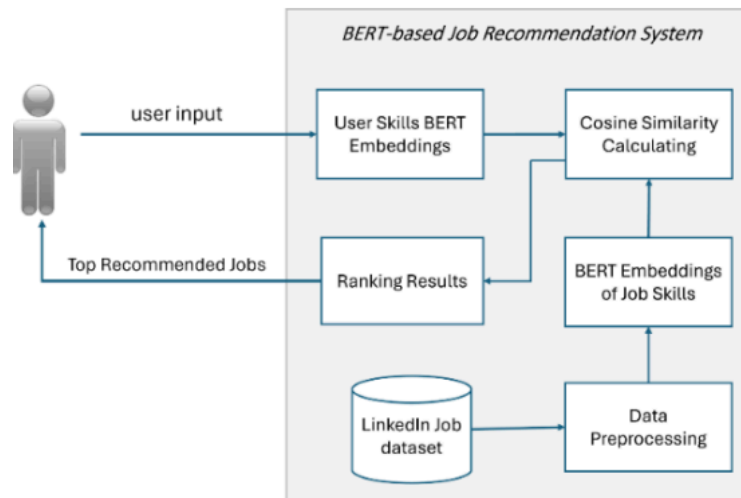 BERT-based Job Recommendation System
user input
User Skills BERT
Embeddings
Cosine Similarity
Calculating
Top Recommended Jobs
Ranking Results
BERT Embeddings
of Job Skills
LinkedIn Job
dataset
Data
Preprocessing